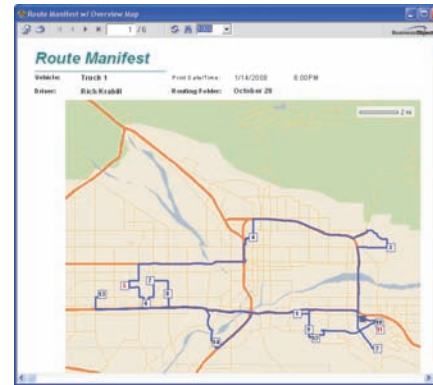 Route Manifest w/ Overview Map
1 / 6
100%
Route Manifest
Vehicle: Truck 1 Print Date/Time: 1/14/2008 6:00PM
Driver: Rich Krabill Routing Folder: October 28
2 mi